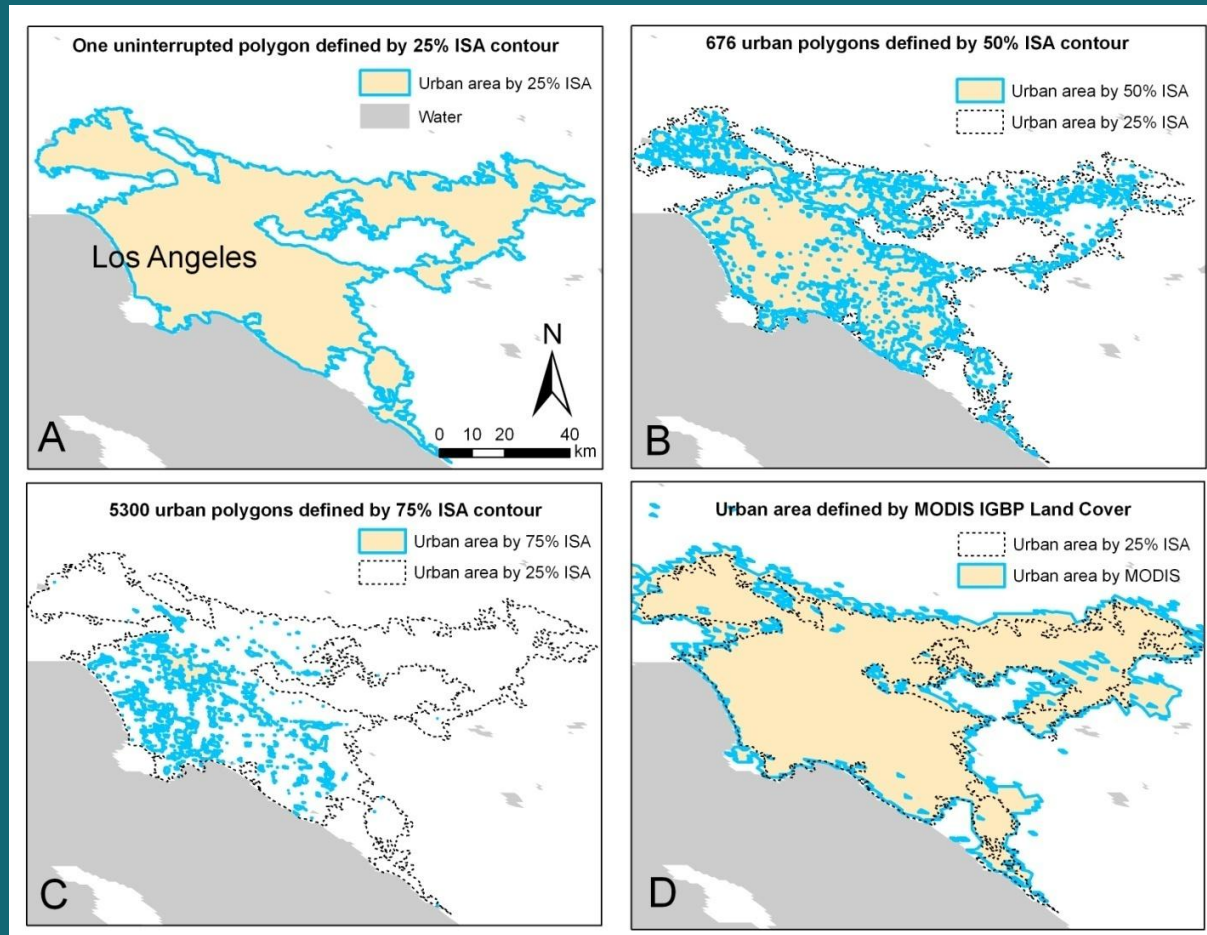 One uninterrupted polygon defined by 25% ISA contour
Urban area by 25% ISA
Water
Los Angeles
N
0 10 20 40
km
A
676 urban polygons defined by 50% ISA contour
Urban area by 50% ISA
Urban area by 25% ISA
B
5300 urban polygons defined by 75% ISA contour
Urban area by 75% ISA
Urban area by 25% ISA
C
Urban area defined by MODIS IGBP Land Cover
Urban area by 25% ISA
Urban area by MODIS
D